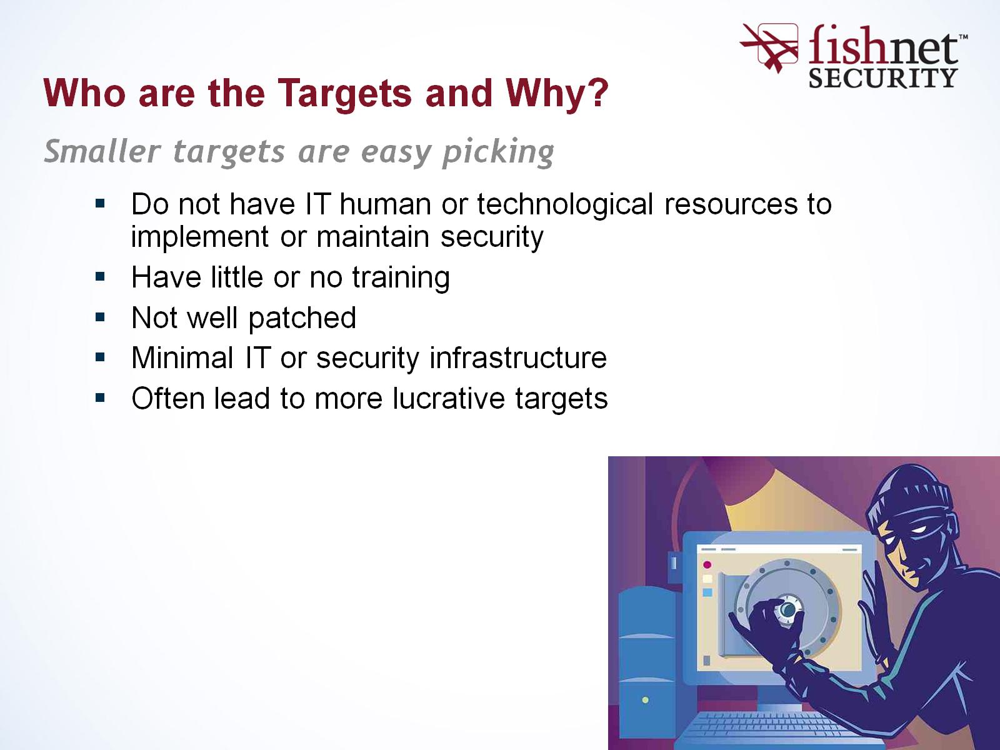 fishnet™
SECURITY
Who are the Targets and Why?
Smaller targets are easy picking
▪ Do not have IT human or technological resources to
implement or maintain security
▪ Have little or no training
▪ Not well patched
▪ Minimal IT or security infrastructure
▪ Often lead to more lucrative targets